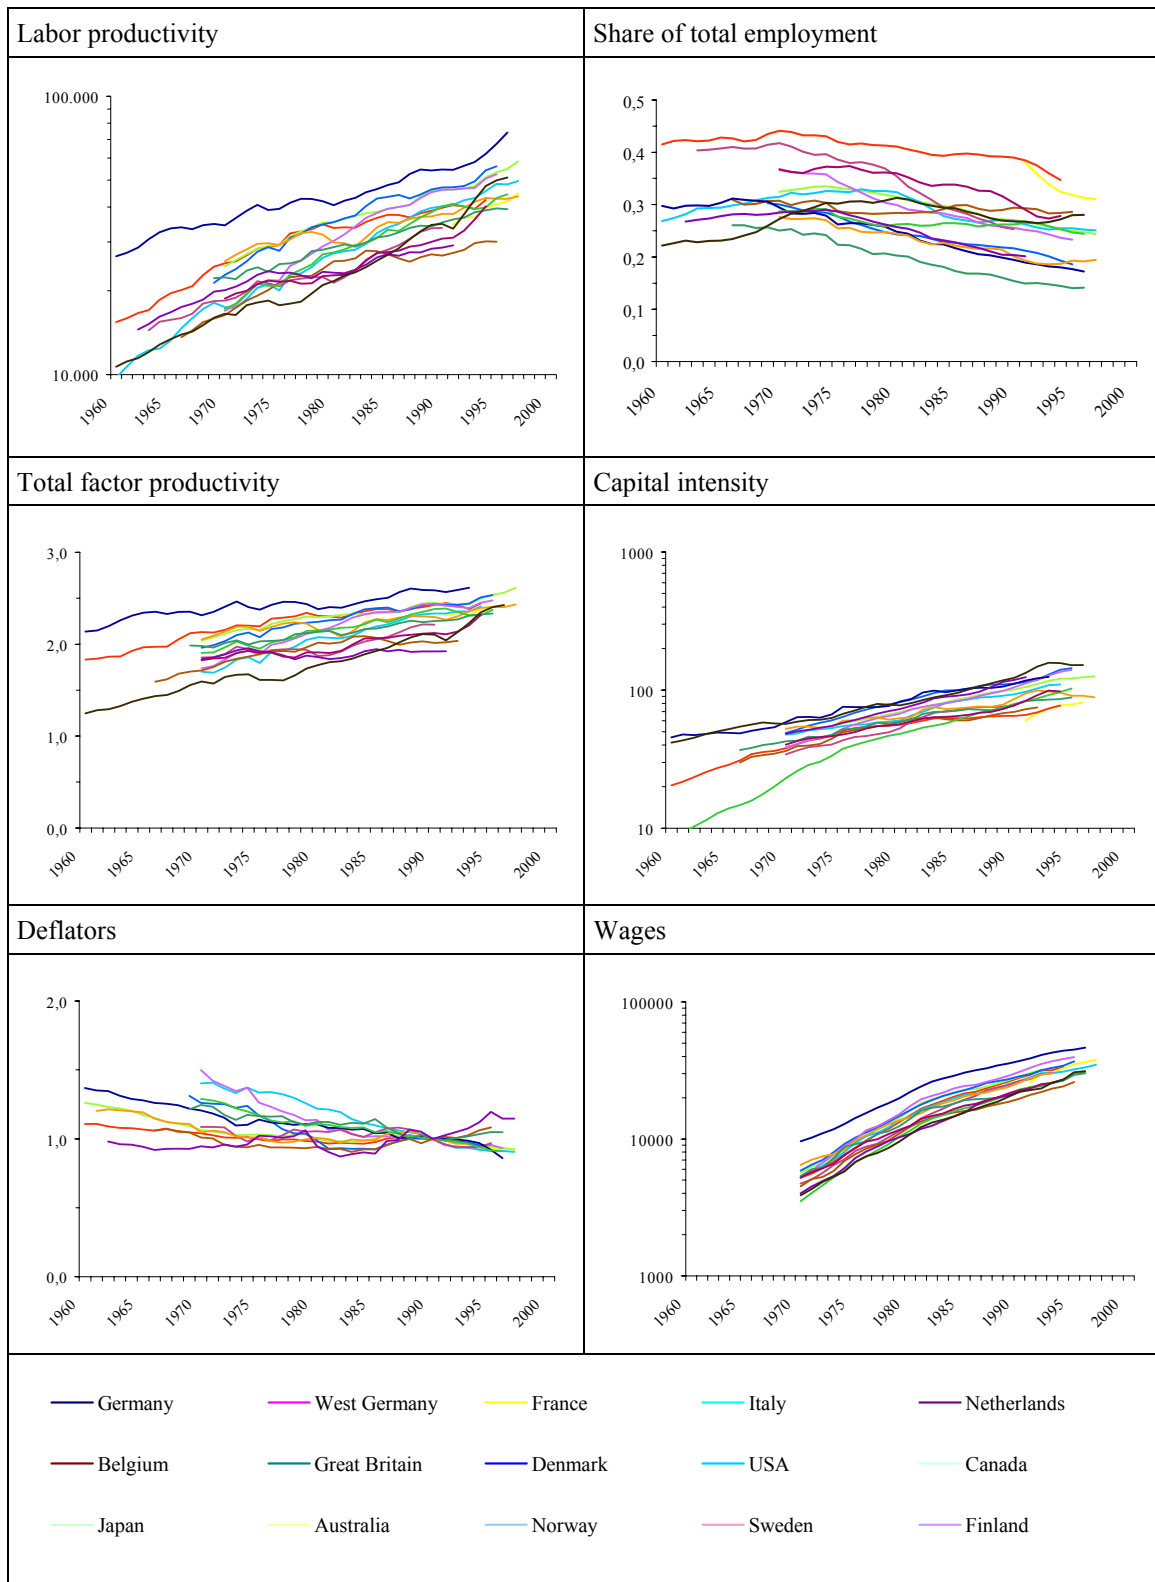 Labor productivity
Share of total employment
100.000
10.000
1960 1965 1970 1975 1980 1985 1990 1995 2000
0,5
0,4
0,3
0,2
0,1
0,0
1960 1965 1970 1975 1980 1985 1990 1995 2000
Total factor productivity
Capital intensity
3,0
2,0
1,0
0,0
1960 1965 1970 1975 1980 1985 1990 1995 2000
1000
100
10
1960 1965 1970 1975 1980 1985 1990 1995 2000
Deflators
Wages
2,0
1,0
0,0
1960 1965 1970 1975 1980 1985 1990 1995 2000
100000
10000
1000
1960 1965 1970 1975 1980 1985 1990 1995 2000
Germany West Germany France Italy Netherlands
Belgium Great Britain Denmark USA Canada
Japan Australia Norway Sweden Finland